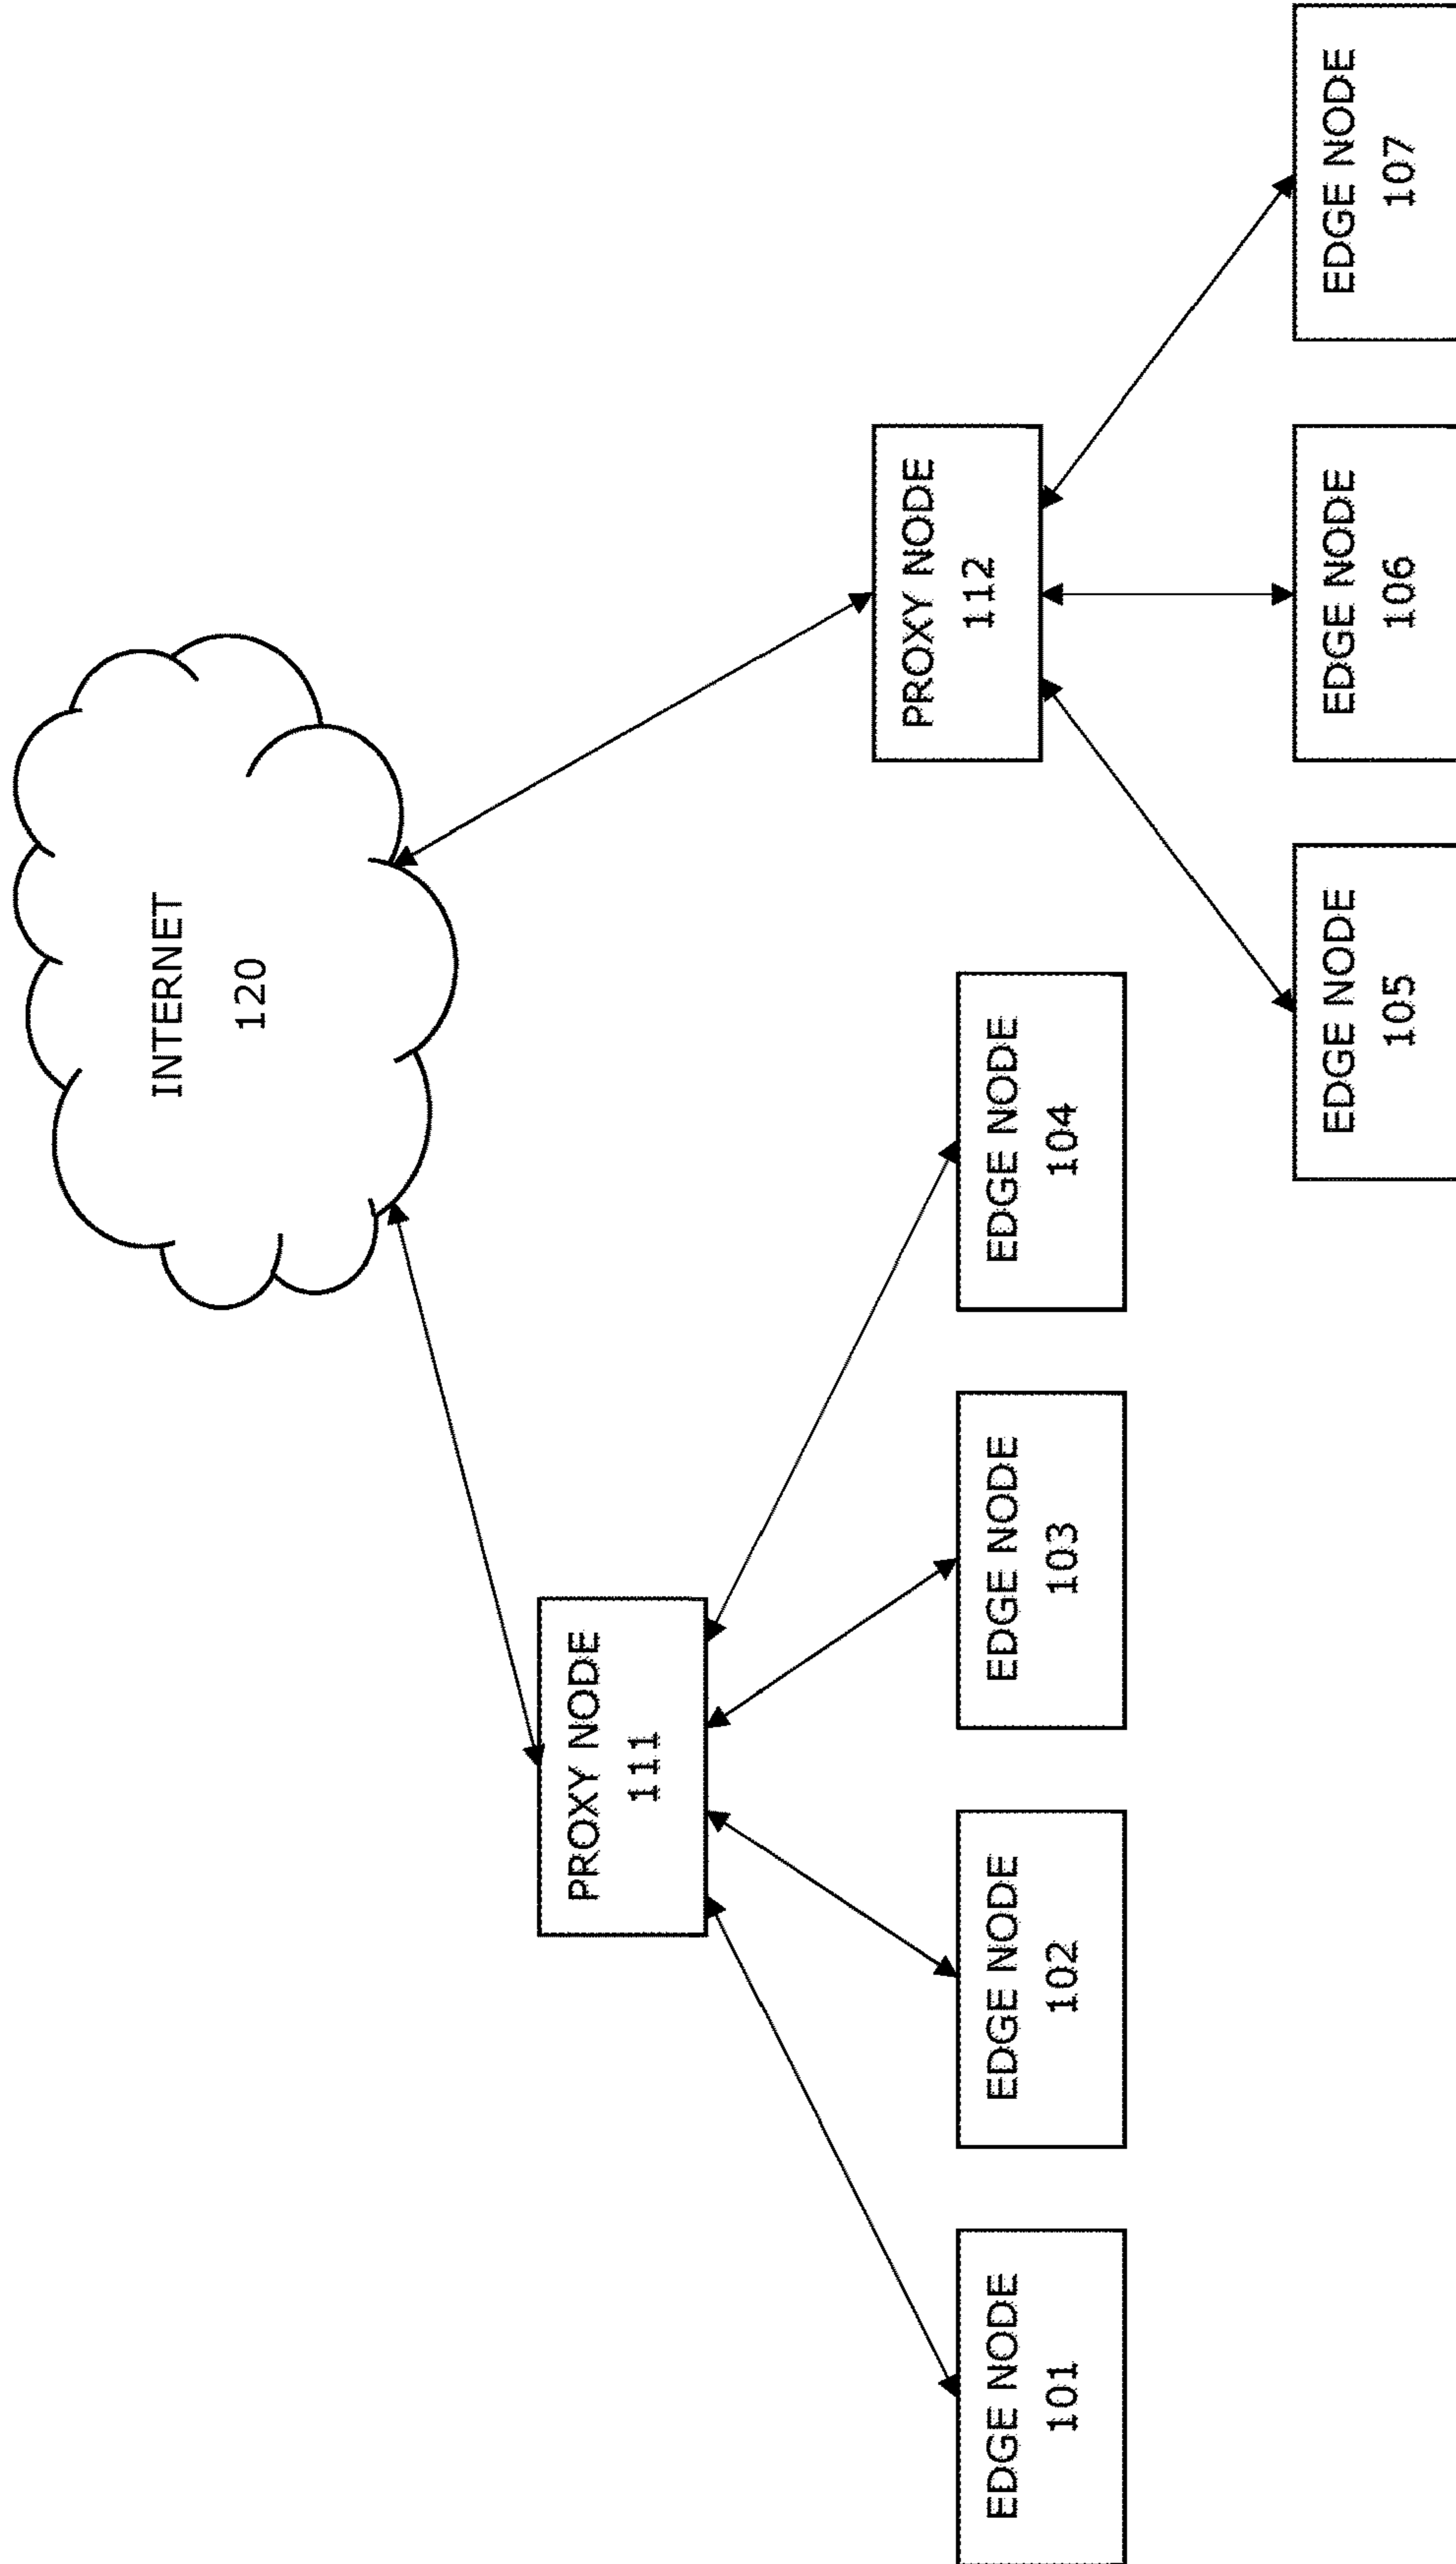 INTERNET
120
PROXY NODE
111
PROXY NODE
112
EDGE NODE
101
EDGE NODE
102
EDGE NODE
103
EDGE NODE
104
EDGE NODE
105
EDGE NODE
106
EDGE NODE
107